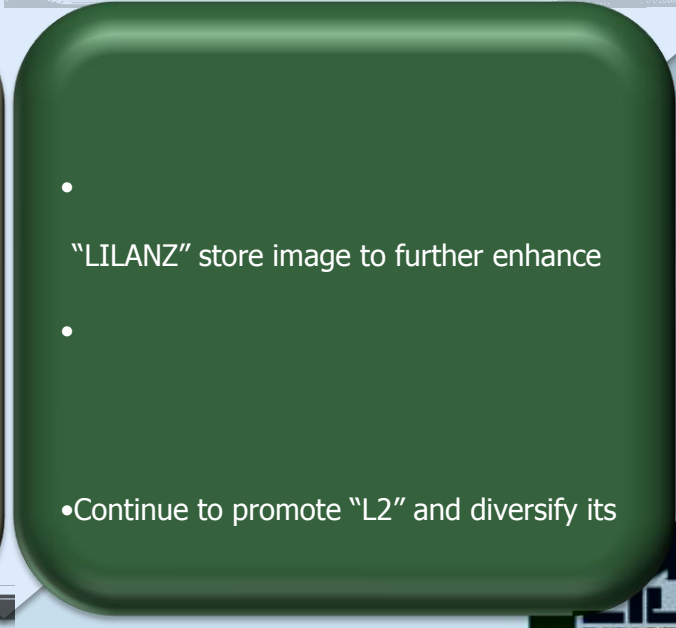 •
“LILANZ” store image to further enhance
•
•Continue to promote “L2” and diversify its